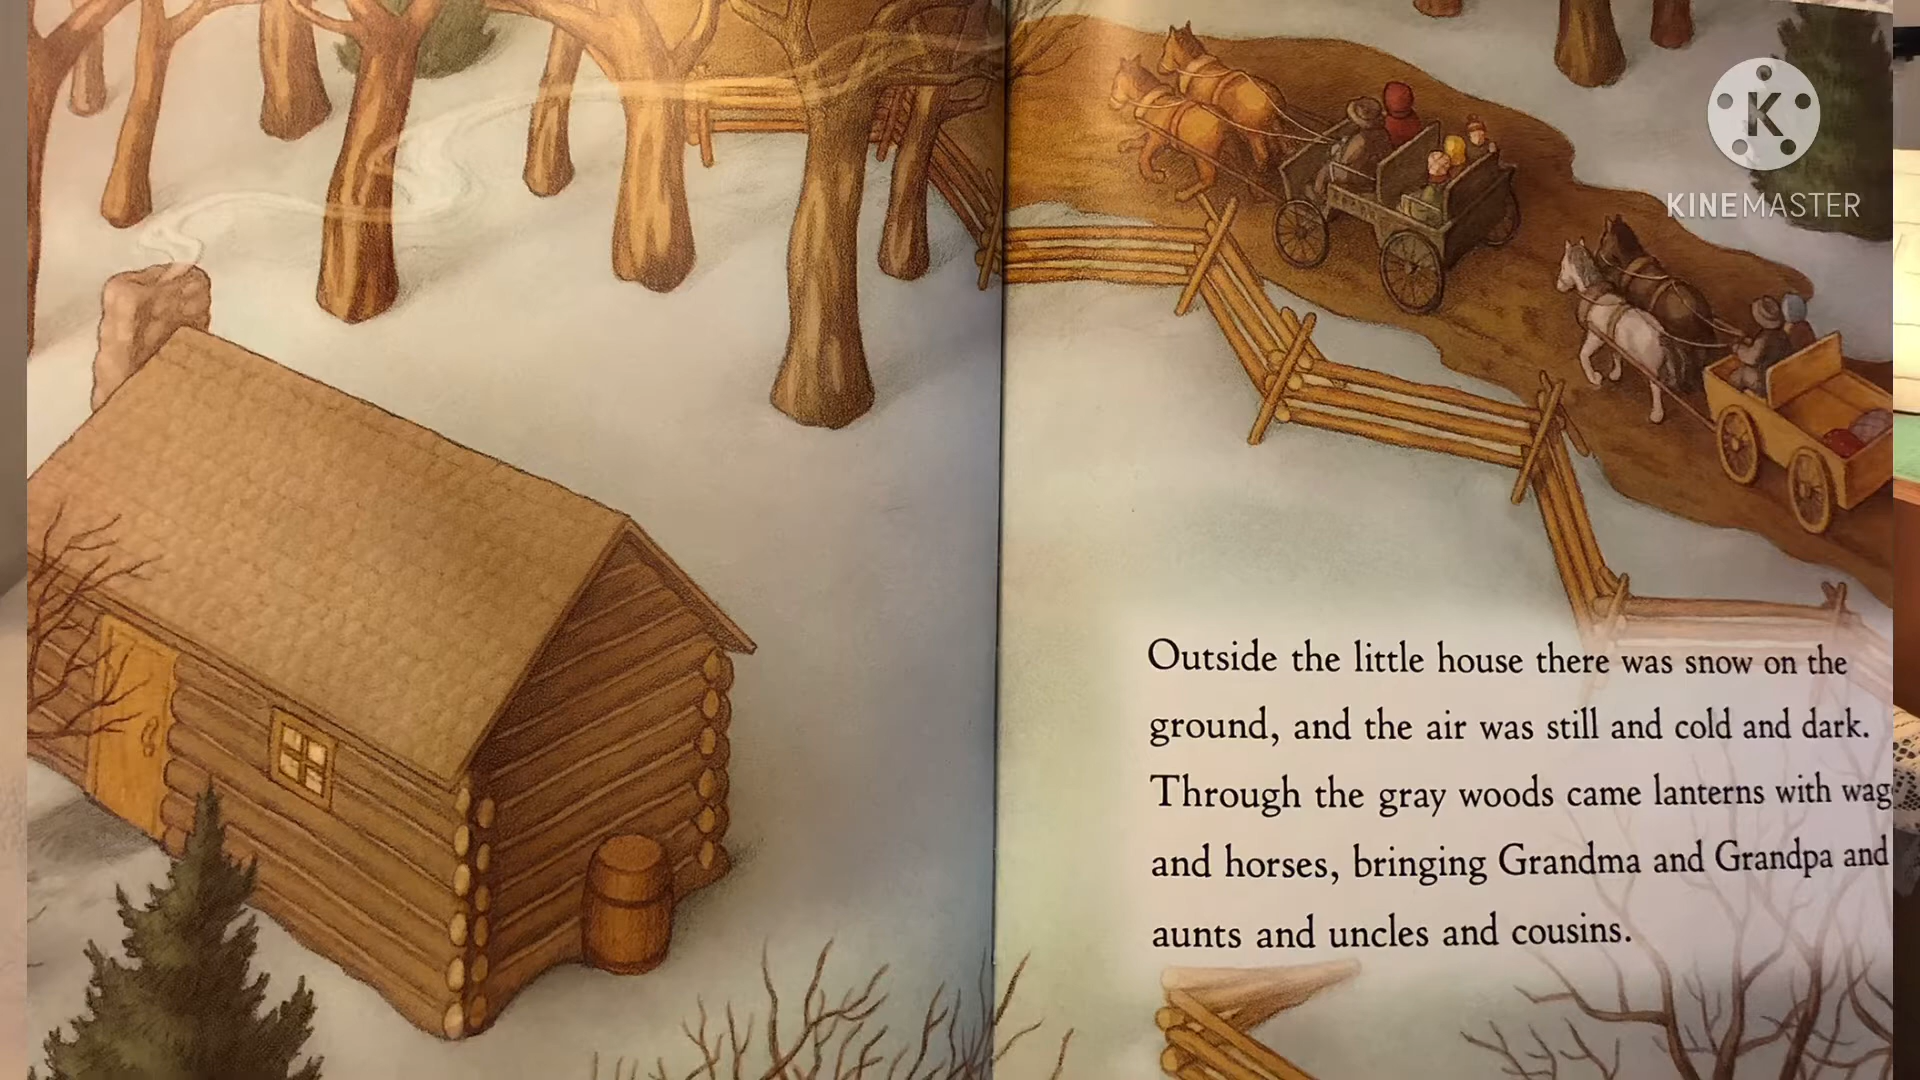 KINEMASTER
Outside the little house there was snow on the
ground, and the air was still and cold and dark.
Through the gray woods came lanterns with wag
and horses, bringing Grandma and Grandpa and
aunts and uncles and cousins.